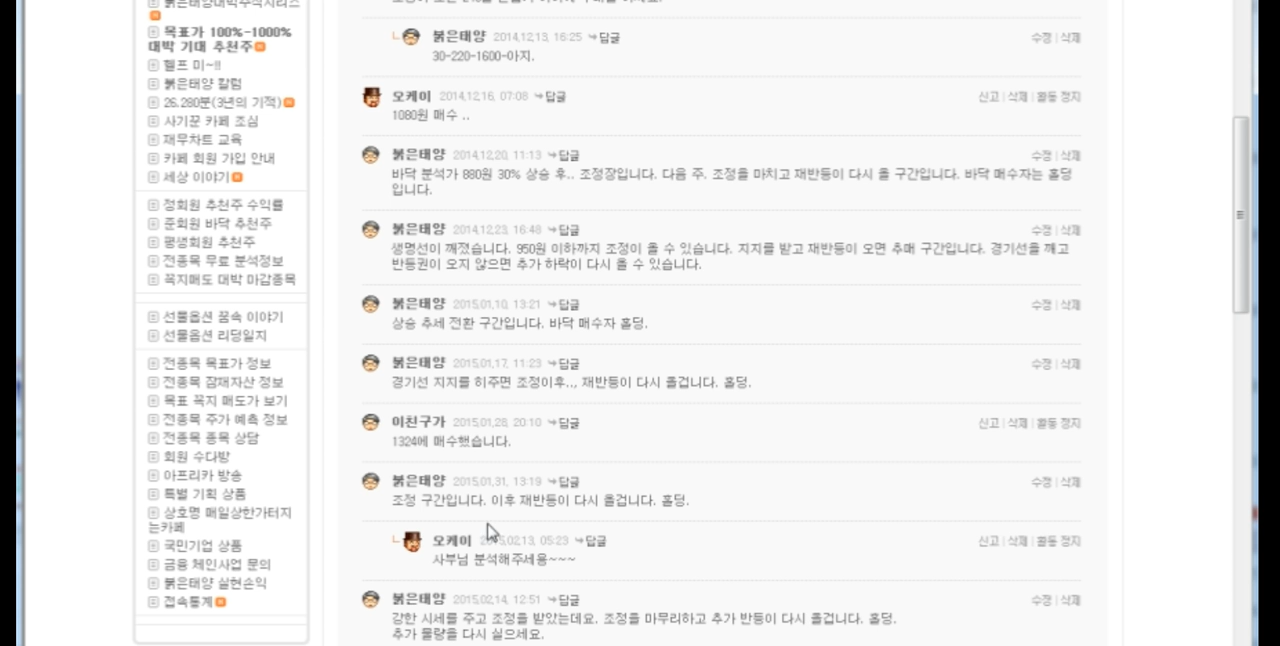 붉은태양대박주식시리즈
목표가 100%-1000%
대박 기대 추천주
헬프 미~!!
붉은태양 칼럼
26.280분(3년의 기적)
사기꾼 카페 조심
재무차트 교육
카페 회원 가입 안내
세상 이야기
정회원 추천주 수익률
준회원 바닥 추천주
평생회원 추천주
전종목 무료 분석정보
꼭지매도 대박 마감종목
선물옵션 꿈속 이야기
선물옵션 리딩일지
전종목 목표가 정보
전종목 잠재자산 정보
목표 꼭지 매도가 보기
전종목 주가 예측 정보
전종목 종목 상담
회원 수다방
아프리카 방송
특별 기획 상품
상호명 매일상한가터지
는카페
국민기업 상품
금융 체인사업 문의
붉은태양 실현손익
접속통계
붉은태양 2014.12.13, 16:25 답글 수정 | 삭제
30-220-1600-아지.
오케이 2014.12.16, 07:08 답글 신고 | 삭제 | 활동 정지
1080원 매수 ..
붉은태양 2014.12.20, 11:13 답글 수정 | 삭제
바닥 분석가 880원 30% 상승 후.. 조정장입니다. 다음 주. 조정을 마치고 재반등이 다시 올 구간입니다. 바닥 매수자는 홀딩
입니다.
붉은태양 2014.12.23, 16:48 답글 수정 | 삭제
생명선이 깨졌습니다. 950원 이하까지 조정이 올 수 있습니다. 지지를 받고 재반등이 오면 추매 구간입니다. 경기선을 깨고
반등권이 오지 않으면 추가 하락이 다시 올 수 있습니다.
붉은태양 2015.01.10, 13:21 답글 수정 | 삭제
상승 추세 전환 구간입니다. 바닥 매수자 홀딩.
붉은태양 2015.01.17, 11:23 답글 수정 | 삭제
경기선 지지를 히주면 조정이후.., 재반등이 다시 올겁니다. 홀딩.
이친구가 2015.01.28, 20:10 답글 신고 | 삭제 | 활동 정지
1324에 매수했습니다.
붉은태양 2015.01.31, 13:19 답글 수정 | 삭제
조정 구간입니다. 이후 재반등이 다시 올겁니다. 홀딩.
오케이 2015.02.13, 05:23 답글 신고 | 삭제 | 활동 정지
사부님 분석해주세용~~~
붉은태양 2015.02.14, 12:51 답글 수정 | 삭제
강한 시세를 주고 조정을 받았는데요. 조정을 마무리하고 추가 반등이 다시 올겁니다. 홀딩.
추가 물량을 다시 실으세요.